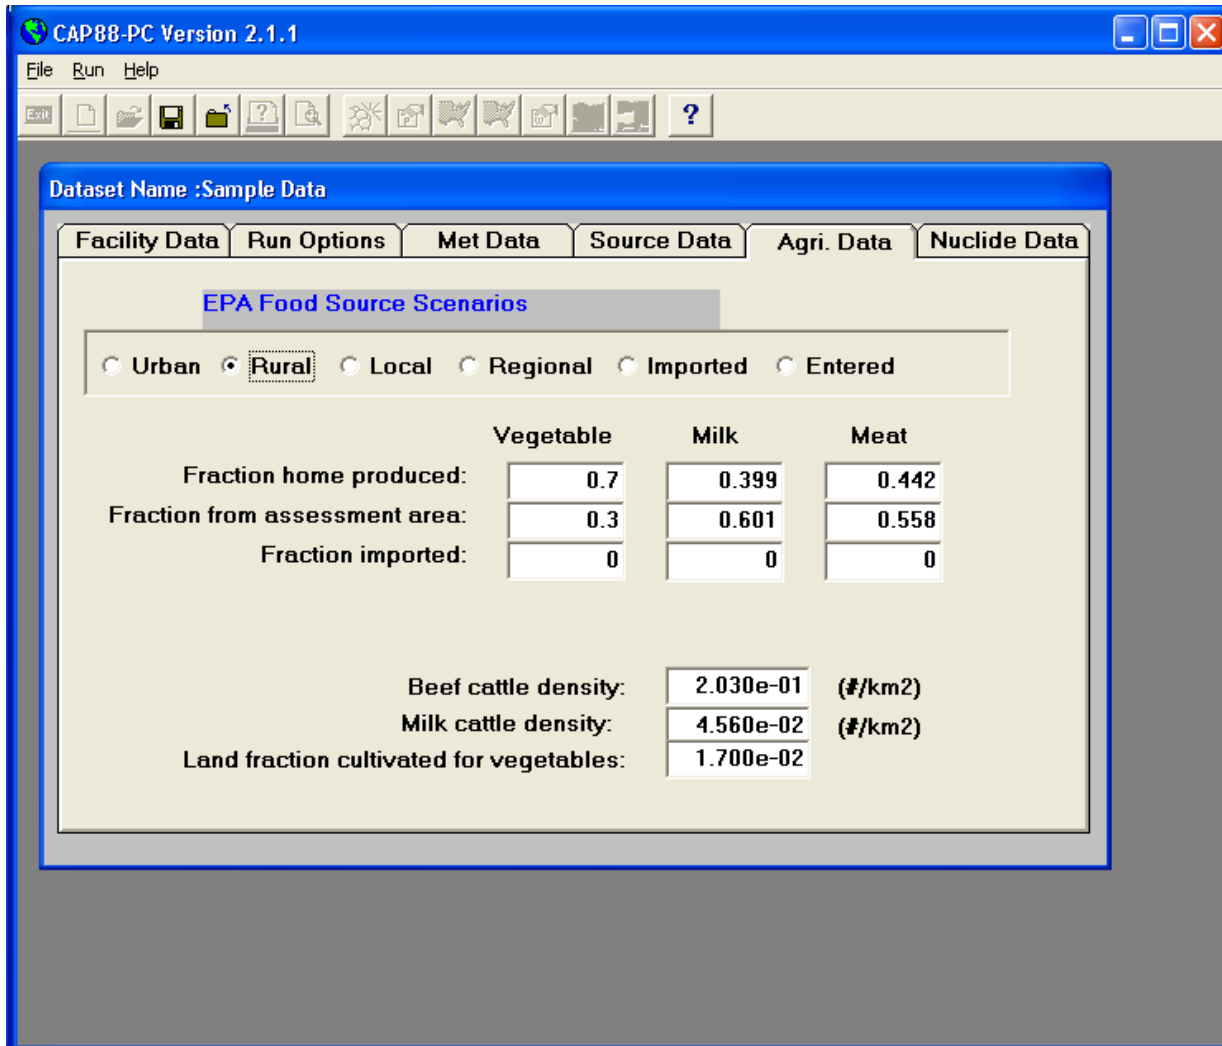 CAP88-PC Version 2.1.1
File Run Help
Exit ? ?
Dataset Name :Sample Data
Facility Data Run Options Met Data Source Data Agri. Data Nuclide Data
EPA Food Source Scenarios
Urban Rural Local Regional Imported Entered
Vegetable Milk Meat
Fraction home produced: 0.7 0.399 0.442
Fraction from assessment area: 0.3 0.601 0.558
Fraction imported: 0 0 0
Beef cattle density: 2.030e-01 (#/km2)
Milk cattle density: 4.560e-02 (#/km2)
Land fraction cultivated for vegetables: 1.700e-02